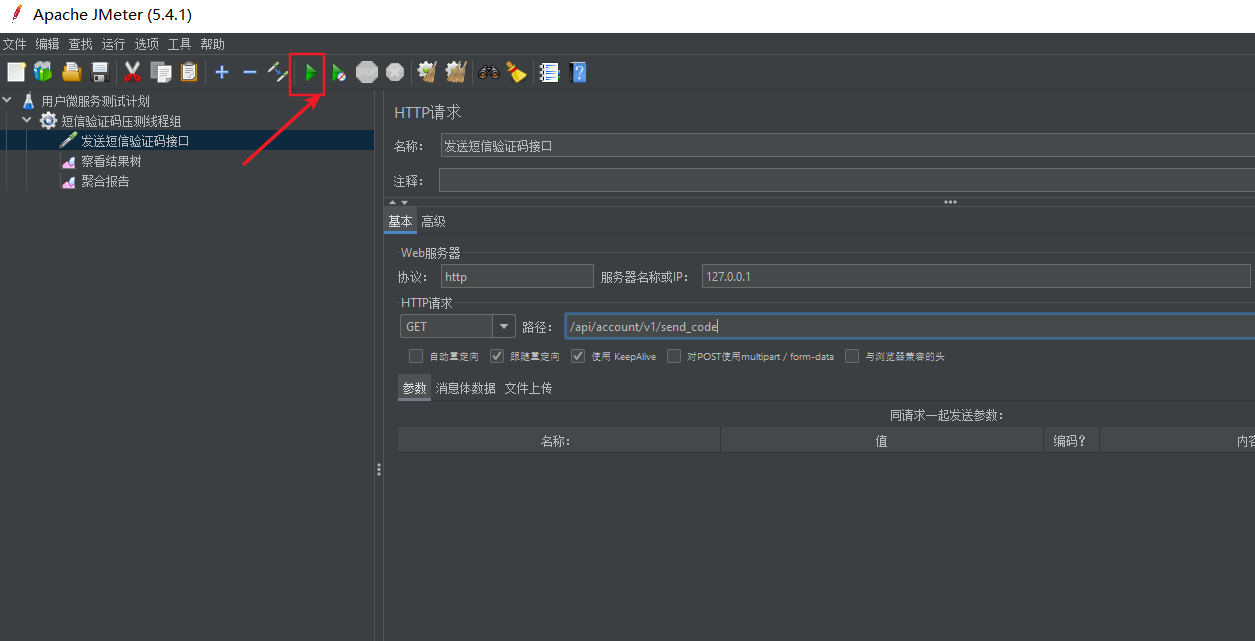 Apache JMeter (5.4.1)
文件 编辑 查找 运行 选项 工具 帮助
STOP
用户微服务测试计划
短信验证码压测线程组
发送短信验证码接口
察看结果树
聚合报告
HTTP请求
名称： 发送短信验证码接口
注释：
基本 高级
Web服务器
协议： http 服务器名称或IP： 127.0.0.1
HTTP请求
GET 路径： /api/account/v1/send_code
自动重定向 跟随重定向 使用 KeepAlive 对POST使用multipart / form-data 与浏览器兼容的头
参数 消息体数据 文件上传
同请求一起发送参数：
名称： 值 编码? 内容